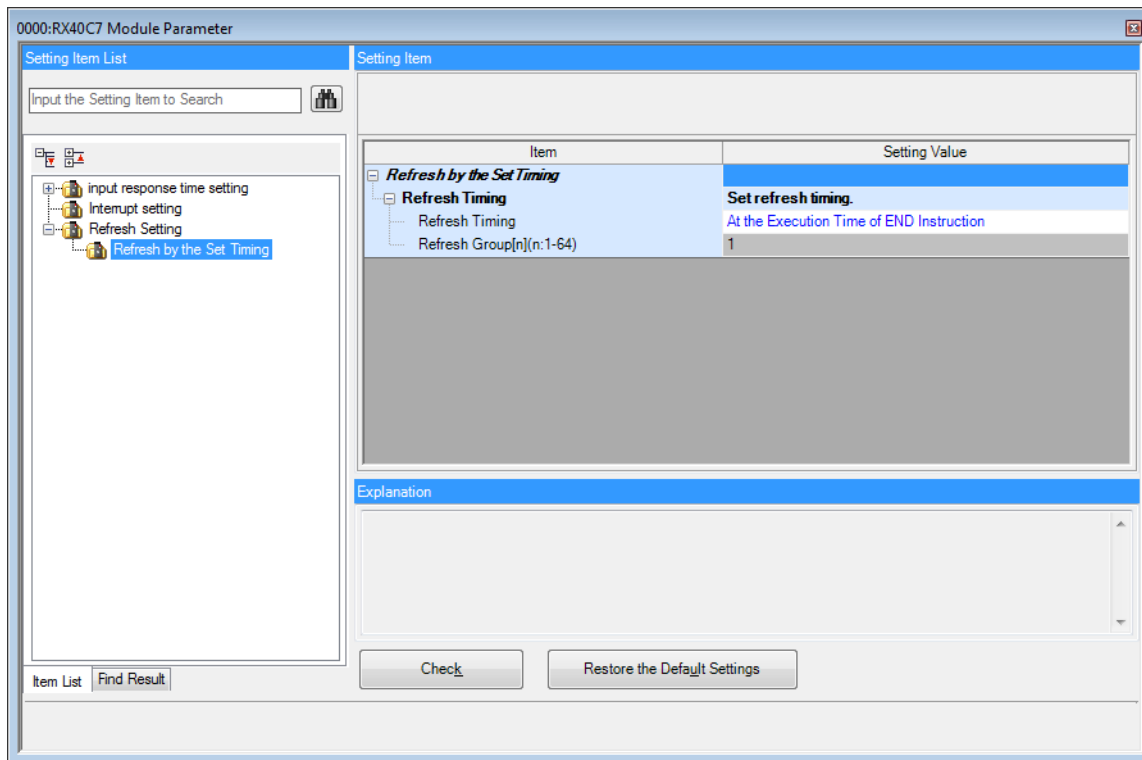 0000:RX40C7 Module Parameter
Setting Item List
Input the Setting Item to Search
input response time setting
Interrupt setting
Refresh Setting
Refresh by the Set Timing
Item List
Find Result
Setting Item
Item Setting Value
Refresh by the Set Timing
Refresh Timing Set refresh timing.
Refresh Timing At the Execution Time of END Instruction
Refresh Group[n](n:1-64) 1
Explanation
Check Restore the Default Settings